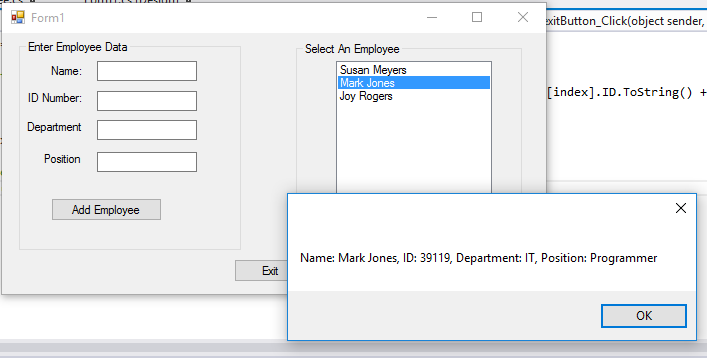 Form1
xitButton_Click(object sender,
Enter Employee Data
Name:
ID Number:
Department
Position
Add Employee
Select An Employee
Susan Meyers
Mark Jones
Joy Rogers
[index].ID.ToString() +
Exit
Name: Mark Jones, ID: 39119, Department: IT, Position: Programmer
OK